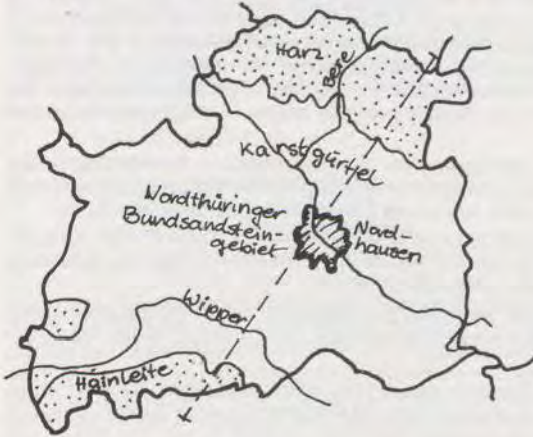 Harz
Bere
Karstgürtel
Nordthüringer
Bundsandstein-
gebiet
Nord-
hausen
Wipper
Hainleite